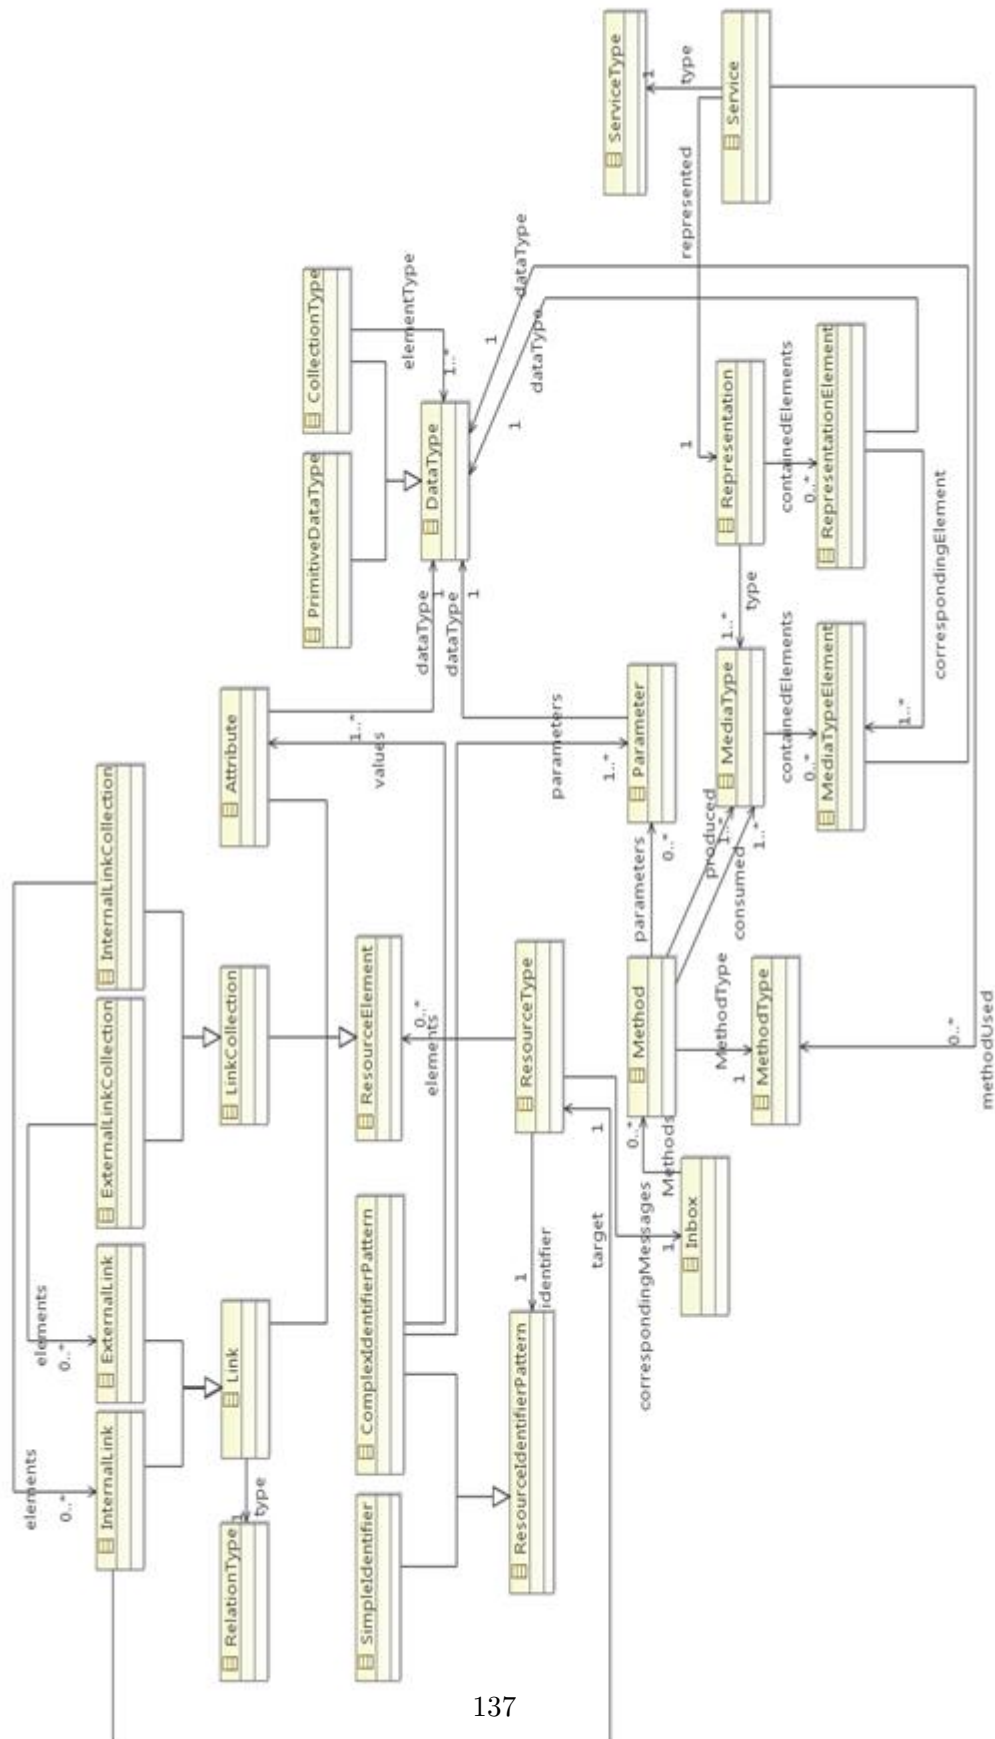 InternalLink
ExternalLink
ExternalLinkCollection
InternalLinkCollection
elements
0..*
elements
0..*
RelationType
1
type
Link
LinkCollection
Attribute
1..*
values
PrimitiveDataType
CollectionType
elementType
1..*
SimpleIdentifier
ComplexIdentifierPattern
ResourceElement
0..*
elements
dataType
1
dataType
1
DataType
1
dataType
1
dataType
ResourceIdentifierPattern
1
identifier
ResourceType
1
target
parameters
1..*
correspondingMessages
1
Inbox
0..*
Methods
Method
parameters
0..*
Parameter
MethodType
1
MethodType
produced
1..*
consumed
1..*
MediaType
1..*
type
Representation
1
represented
ServiceType
1
type
Service
containedElements
0..*
MediaTypeElement
containedElements
0..*
RepresentationElement
1..*
correspondingElement
0..*
methodUsed
137